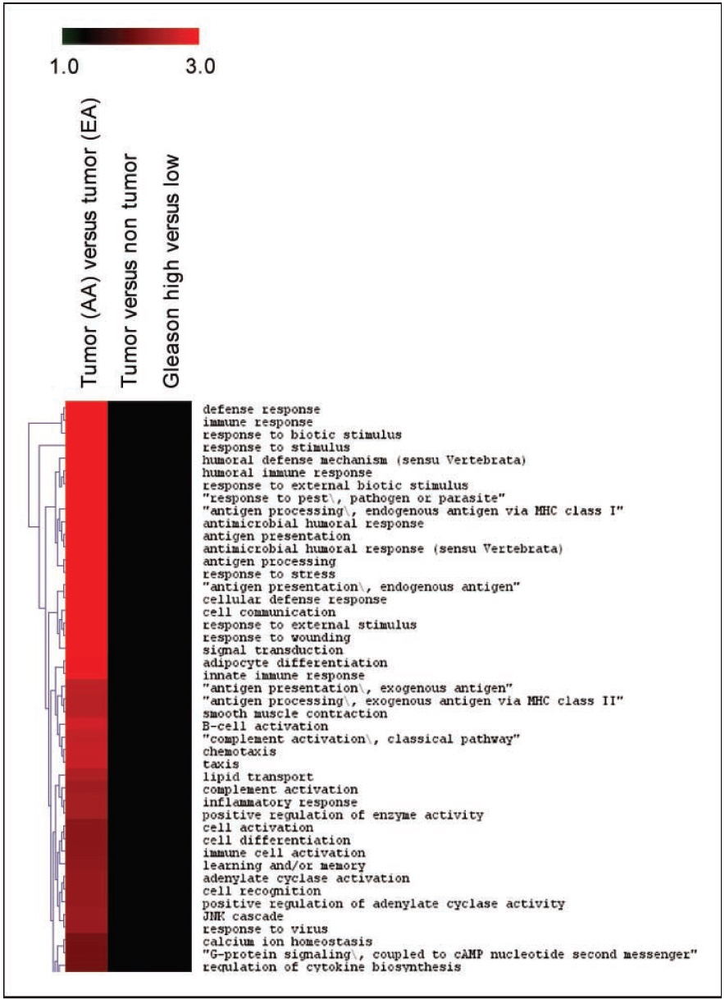 1.0 3.0
Tumor (AA) versus tumor (EA)
Tumor versus non tumor
Gleason high versus low
defense response
immune response
response to biotic stimulus
response to stimulus
humoral defense mechanism (sensu Vertebrata)
humoral immune response
response to external biotic stimulus
"response to pest\, pathogen or parasite"
"antigen processing\, endogenous antigen via MHC class I"
antimicrobial humoral response
antigen presentation
antimicrobial humoral response (sensu Vertebrata)
antigen processing
response to stress
"antigen presentation\, endogenous antigen"
cellular defense response
cell communication
response to external stimulus
response to wounding
signal transduction
adipocyte differentiation
innate immune response
"antigen presentation\, exogenous antigen"
"antigen processing\, exogenous antigen via MHC class II"
smooth muscle contraction
B-cell activation
"complement activation\, classical pathway"
chemotaxis
taxis
lipid transport
complement activation
inflammatory response
positive regulation of enzyme activity
cell activation
cell differentiation
immune cell activation
learning and/or memory
adenylate cyclase activation
cell recognition
positive regulation of adenylate cyclase activity
JNK cascade
response to virus
calcium ion homeostasis
"G-protein signaling\, coupled to cAMP nucleotide second messenger"
regulation of cytokine biosynthesis